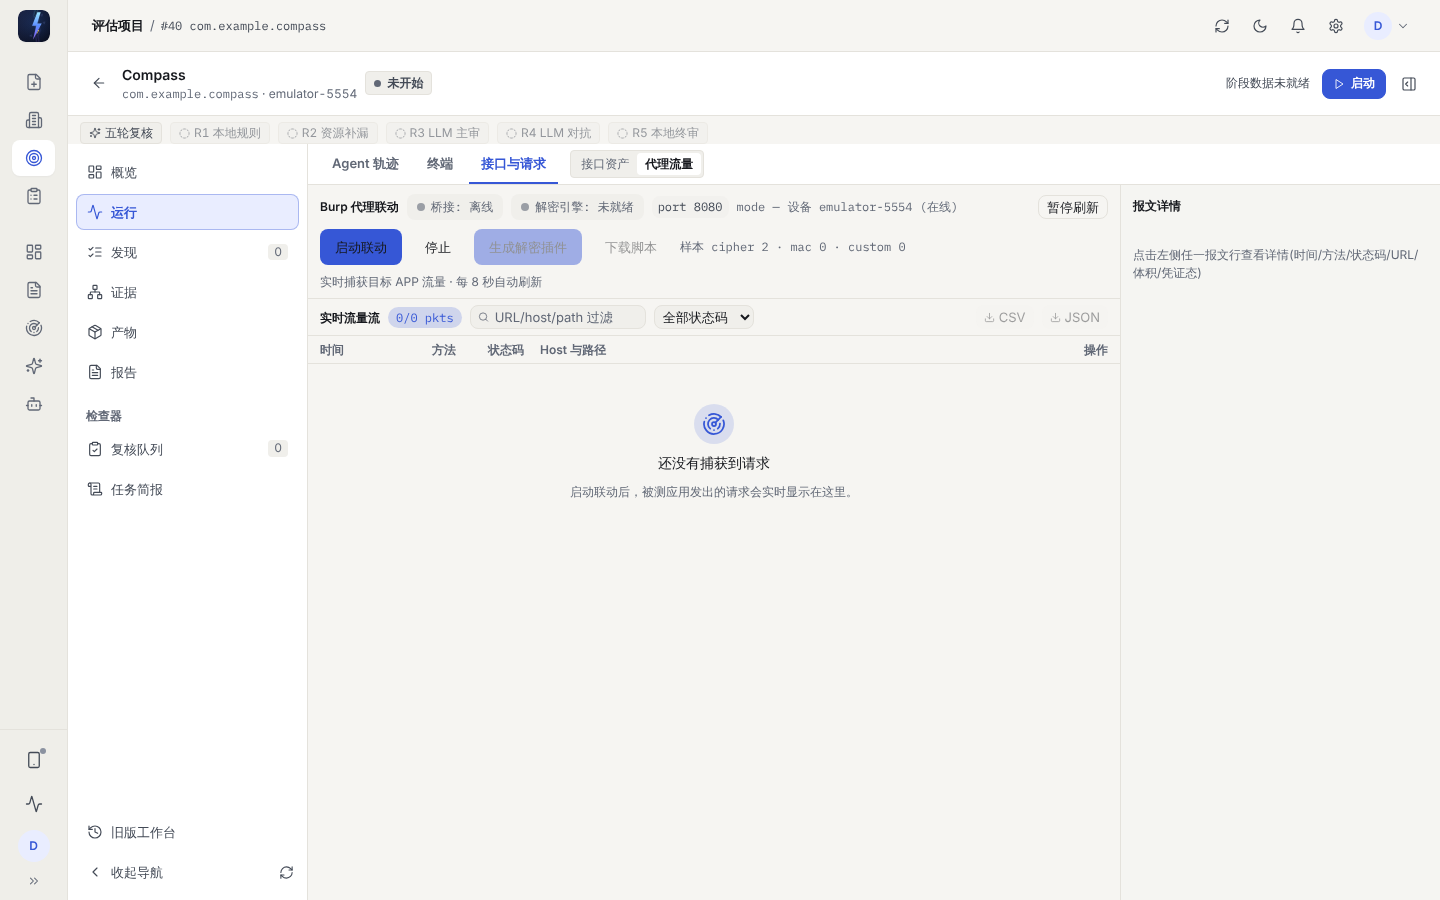 评估项目 / #40 com.example.compass
D
Compass
com.example.compass · emulator-5554
未开始
阶段数据未就绪
启动
五轮复核
R1 本地规则
R2 资源补漏
R3 LLM 主审
R4 LLM 对抗
R5 本地终审
概览
运行
发现 0
证据
产物
报告
检查器
复核队列 0
任务简报
旧版工作台
收起导航
D
Agent 轨迹
终端
接口与请求
接口资产
代理流量
Burp 代理联动
桥接: 离线
解密引擎: 未就绪
port 8080
mode — 设备 emulator-5554 (在线)
暂停刷新
启动联动
停止
生成解密插件
下载脚本
样本 cipher 2 · mac 0 · custom 0
实时捕获目标 APP 流量 · 每 8 秒自动刷新
实时流量流
0/0 pkts
URL/host/path 过滤
全部状态码
CSV
JSON
时间 方法 状态码 Host 与路径 操作
还没有捕获到请求
启动联动后，被测应用发出的请求会实时显示在这里。
报文详情
点击左侧任一报文行查看详情(时间/方法/状态码/URL/
体积/凭证态)